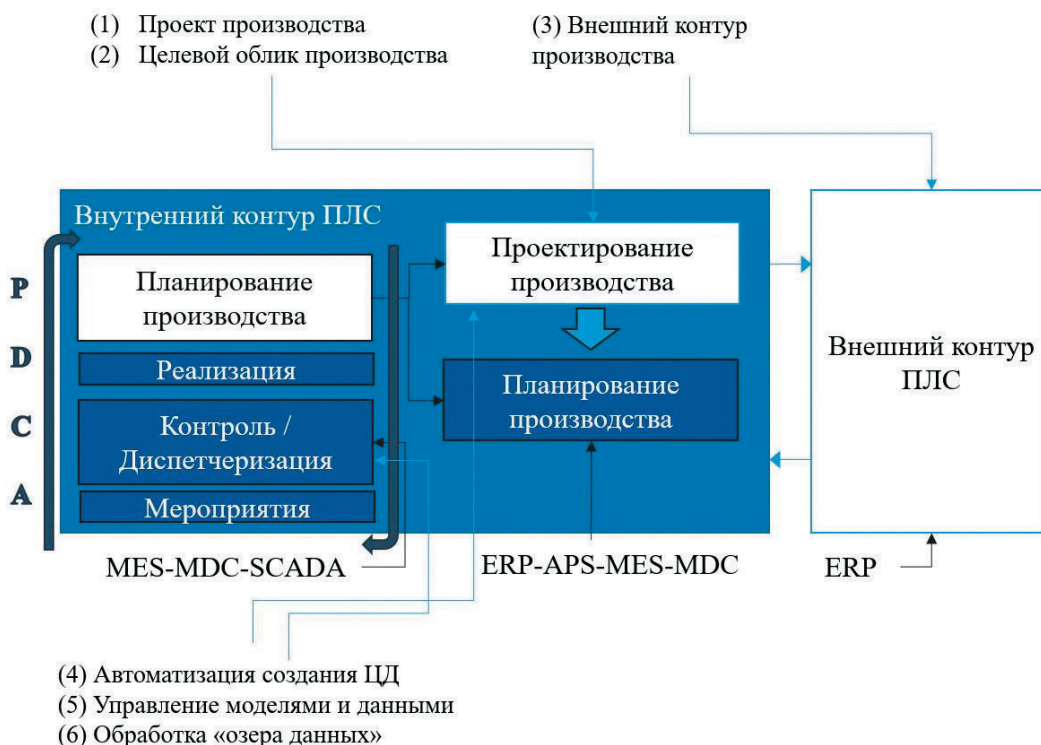 (1) Проект производства
(2) Целевой облик производства
(3) Внешний контур
производства
Внутренний контур ПЛС
P
D
C
A
Планирование
производства
Реализация
Контроль /
Диспетчеризация
Мероприятия
Проектирование
производства
Планирование
производства
Внешний контур
ПЛС
MES-MDC-SCADA
ERP-APS-MES-MDC
ERP
(4) Автоматизация создания ЦД
(5) Управление моделями и данными
(6) Обработка «озера данных»